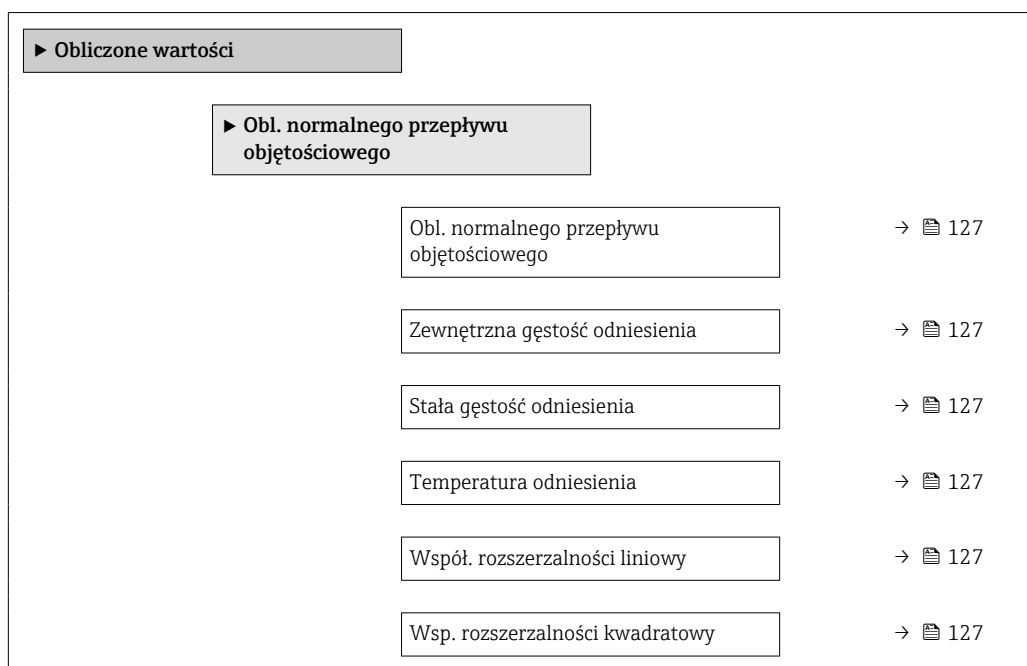 ▶ Obliczone wartości
▶ Obl. normalnego przepływu
objętościowego
Obl. normalnego przepływu
objętościowego
→ 127
Zewnętrzna gęstość odniesienia → 127
Stała gęstość odniesienia → 127
Temperatura odniesienia → 127
Współ. rozszerzalności liniowy → 127
Wsp. rozszerzalności kwadratowy → 127